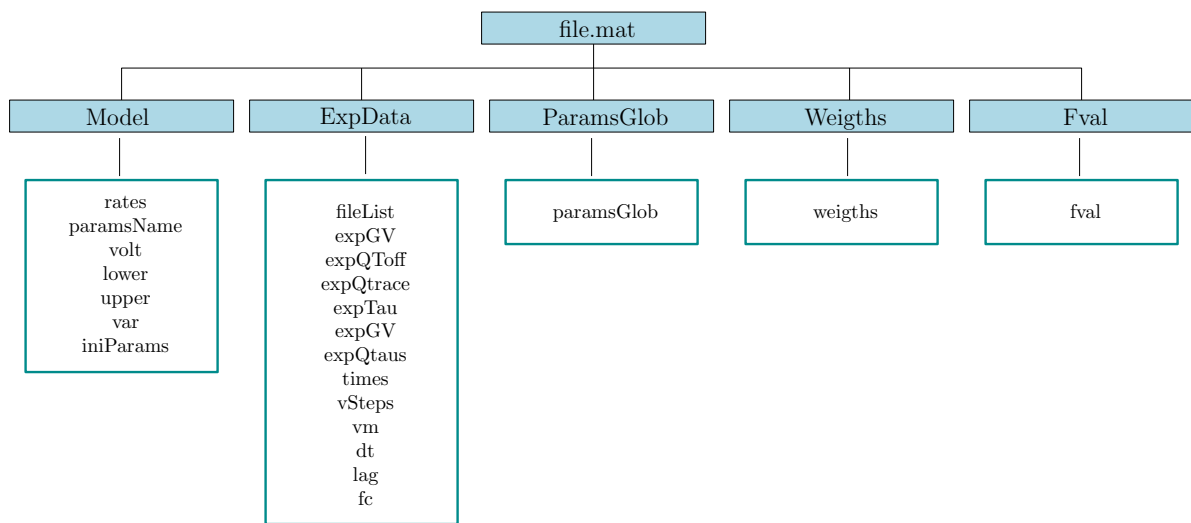 file.mat
Model
ExpData
ParamsGlob
Weigths
Fval
rates
paramsName
volt
lower
upper
var
iniParams
fileList
expGV
expQToff
expQtrace
expTau
expGV
expQtaus
times
vSteps
vm
dt
lag
fc
paramsGlob
weigths
fval